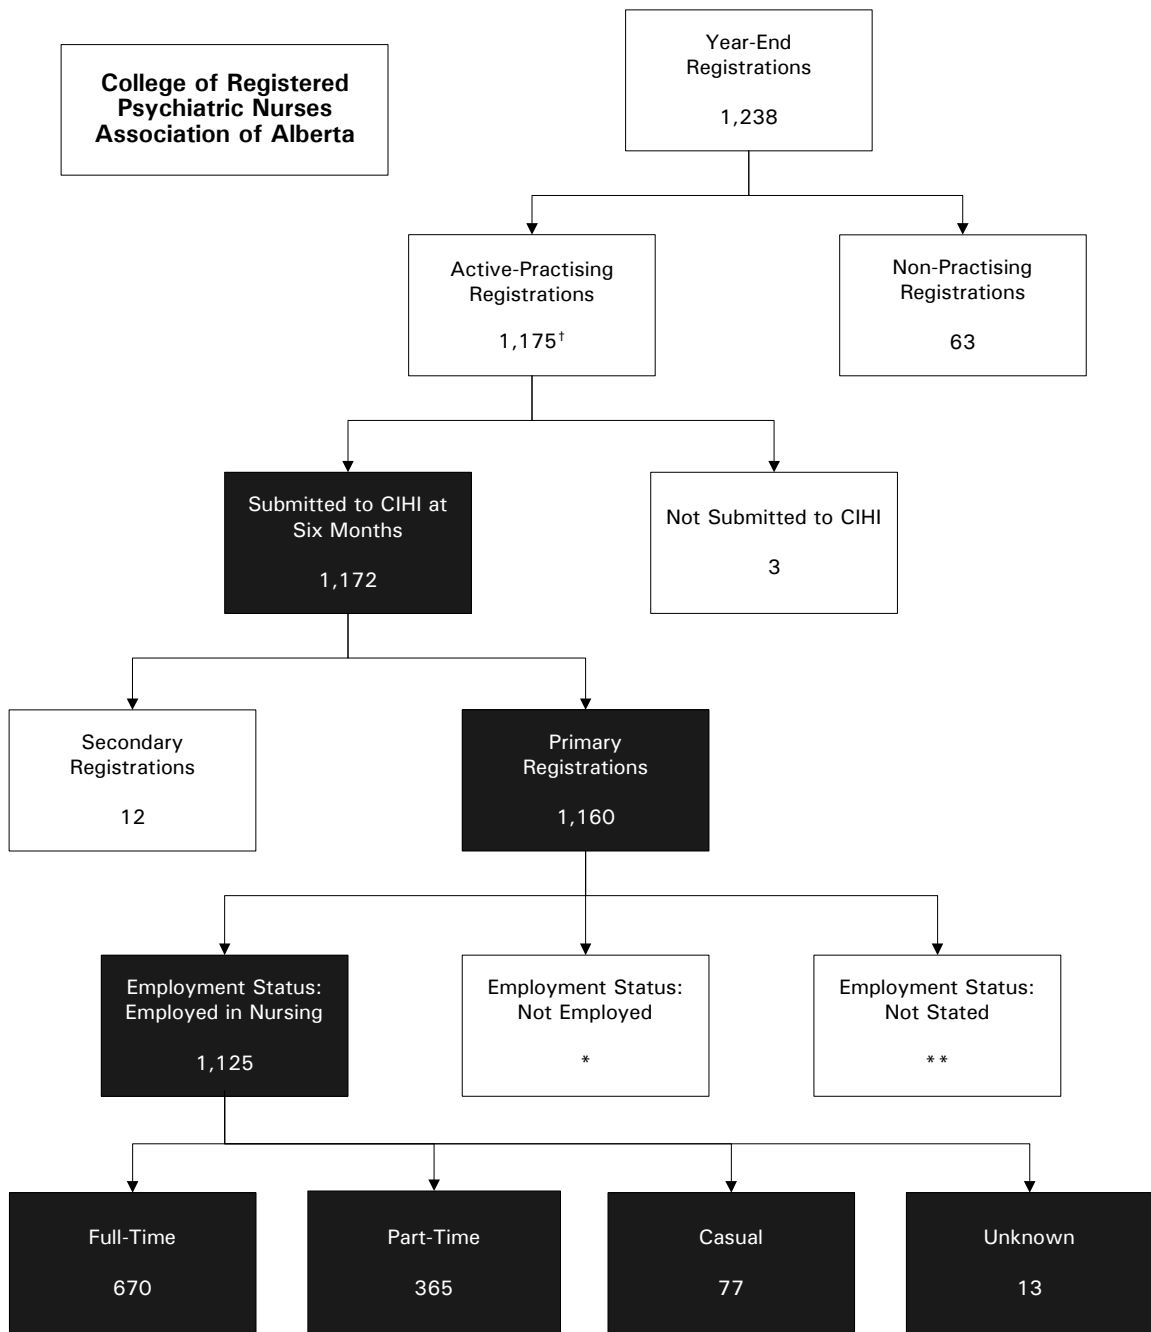 College of Registered
Psychiatric Nurses
Association of Alberta
Year-End
Registrations
1,238
Active-Practising
Registrations
1,175†
Non-Practising
Registrations
63
Submitted to CIHI at
Six Months
1,172
Not Submitted to CIHI
3
Secondary
Registrations
12
Primary
Registrations
1,160
Employment Status:
Employed in Nursing
1,125
Employment Status:
Not Employed
*
Employment Status:
Not Stated
**
Full-Time
670
Part-Time
365
Casual
77
Unknown
13